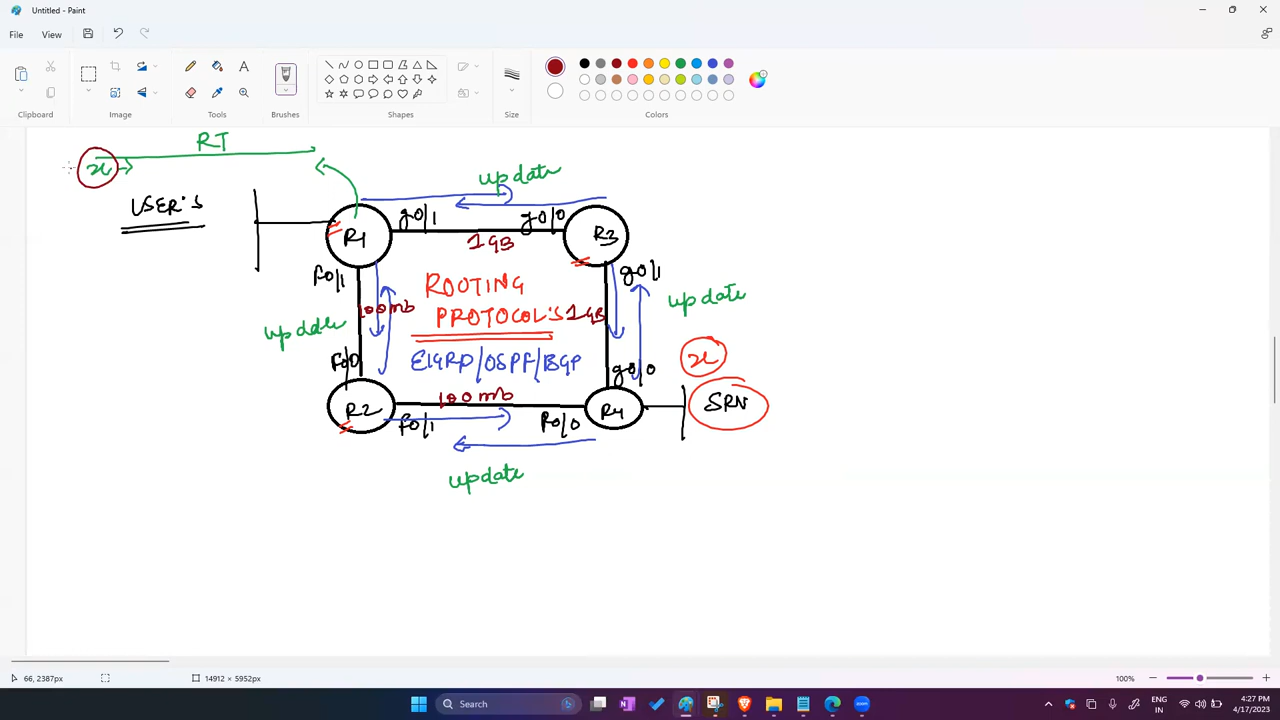 Untitled - Paint
File View
Clipboard Image Tools Brushes Shapes Size Colors
RT
x
USER'S
update
R1 g0/1 g0/0 R3
1GB
f0/1 g0/1
ROOTING
100mb
PROTOCOL'S 1GB
update
update
EIGRP/OSPF/BGP
f0/0 g0/0
x
R2 100mb R4 SRV
f0/1 f0/0
update
66, 2387px 14912 × 5952px 100%
Search
ENG
IN
4:27 PM
4/17/2023